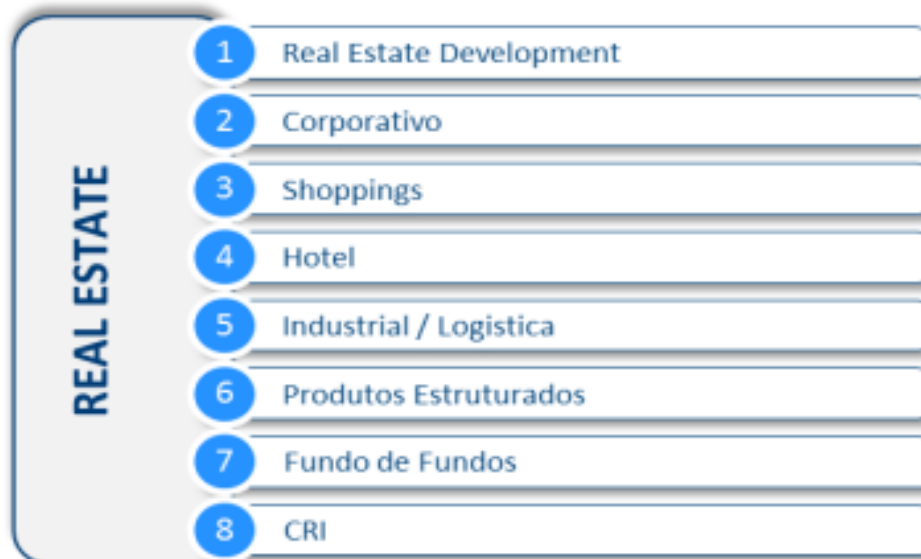 REAL ESTATE
1 Real Estate Development
2 Corporativo
3 Shoppings
4 Hotel
5 Industrial / Logistica
6 Produtos Estruturados
7 Fundo de Fundos
8 CRI